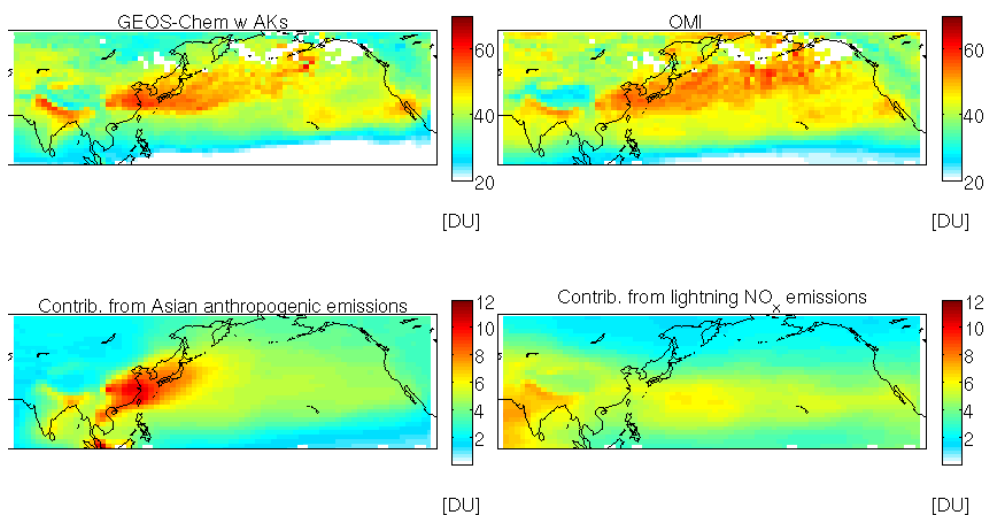 GEOS-Chem w AKs
OMI
60
40
20
[DU]
60
40
20
[DU]
Contrib. from Asian anthropogenic emissions
Contrib. from lightning NOx emissions
12
10
8
6
4
2
[DU]
12
10
8
6
4
2
[DU]